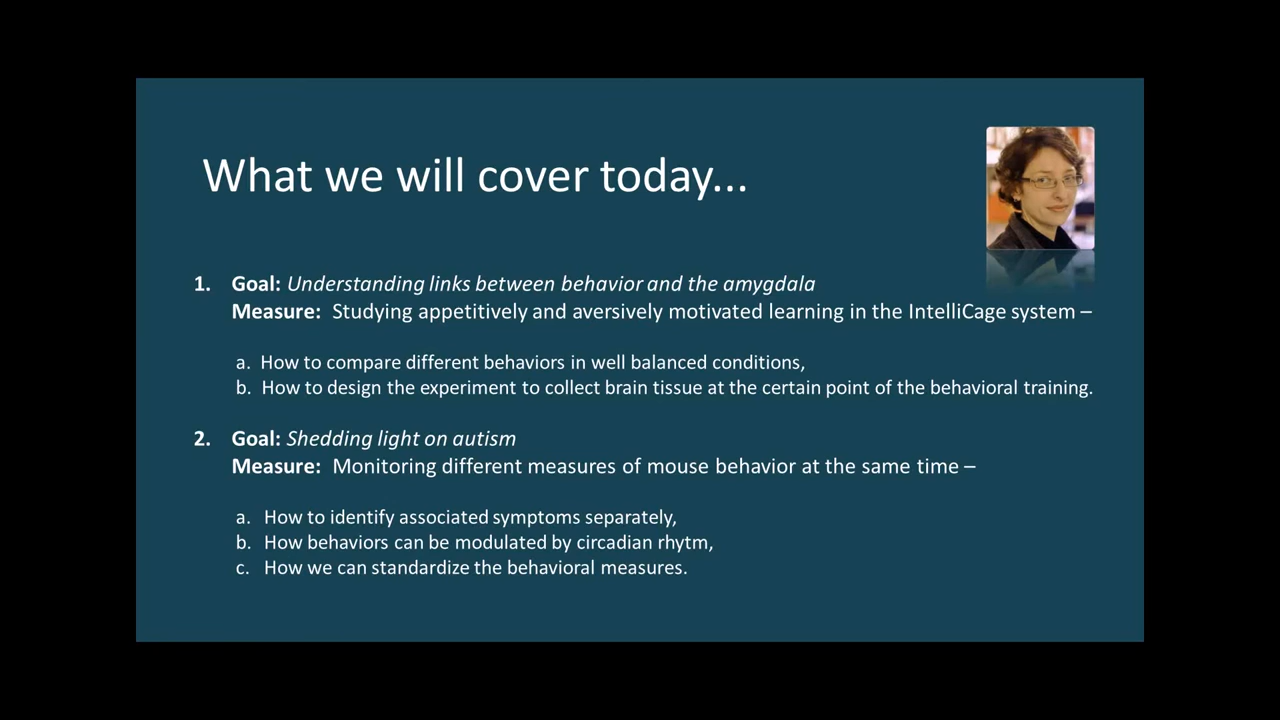 What we will cover today...
1. Goal: Understanding links between behavior and the amygdala
Measure: Studying appetitively and aversively motivated learning in the IntelliCage system –
a. How to compare different behaviors in well balanced conditions,
b. How to design the experiment to collect brain tissue at the certain point of the behavioral training.
2. Goal: Shedding light on autism
Measure: Monitoring different measures of mouse behavior at the same time –
a. How to identify associated symptoms separately,
b. How behaviors can be modulated by circadian rhytm,
c. How we can standardize the behavioral measures.